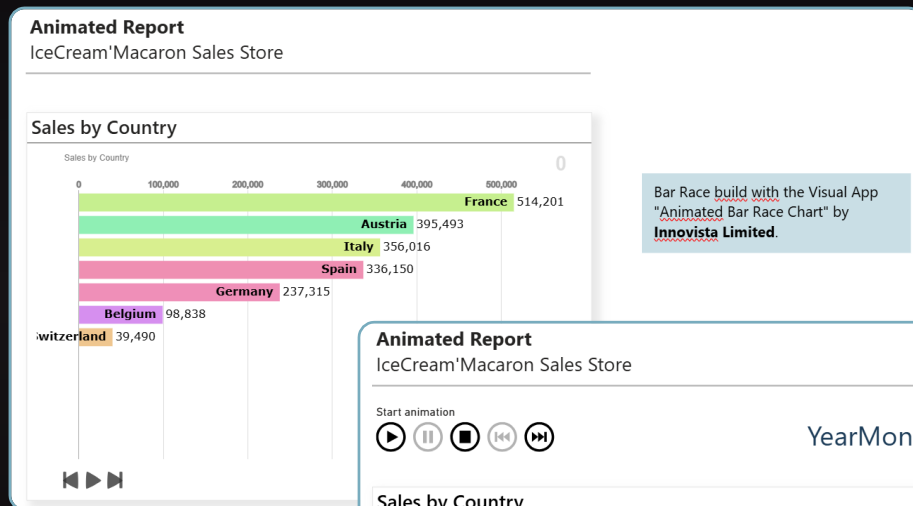 Animated Report
IceCream'Macaron Sales Store
Sales by Country
Sales by Country
0
0 100,000 200,000 300,000 400,000 500,000
France 514,201
Austria 395,493
Italy 356,016
Spain 336,150
Germany 237,315
Belgium 98,838
witzerland 39,490
Bar Race build with the Visual App
"Animated Bar Race Chart" by
Innovista Limited.
Animated Report
IceCream'Macaron Sales Store
Start animation
YearMon
Sales by Country